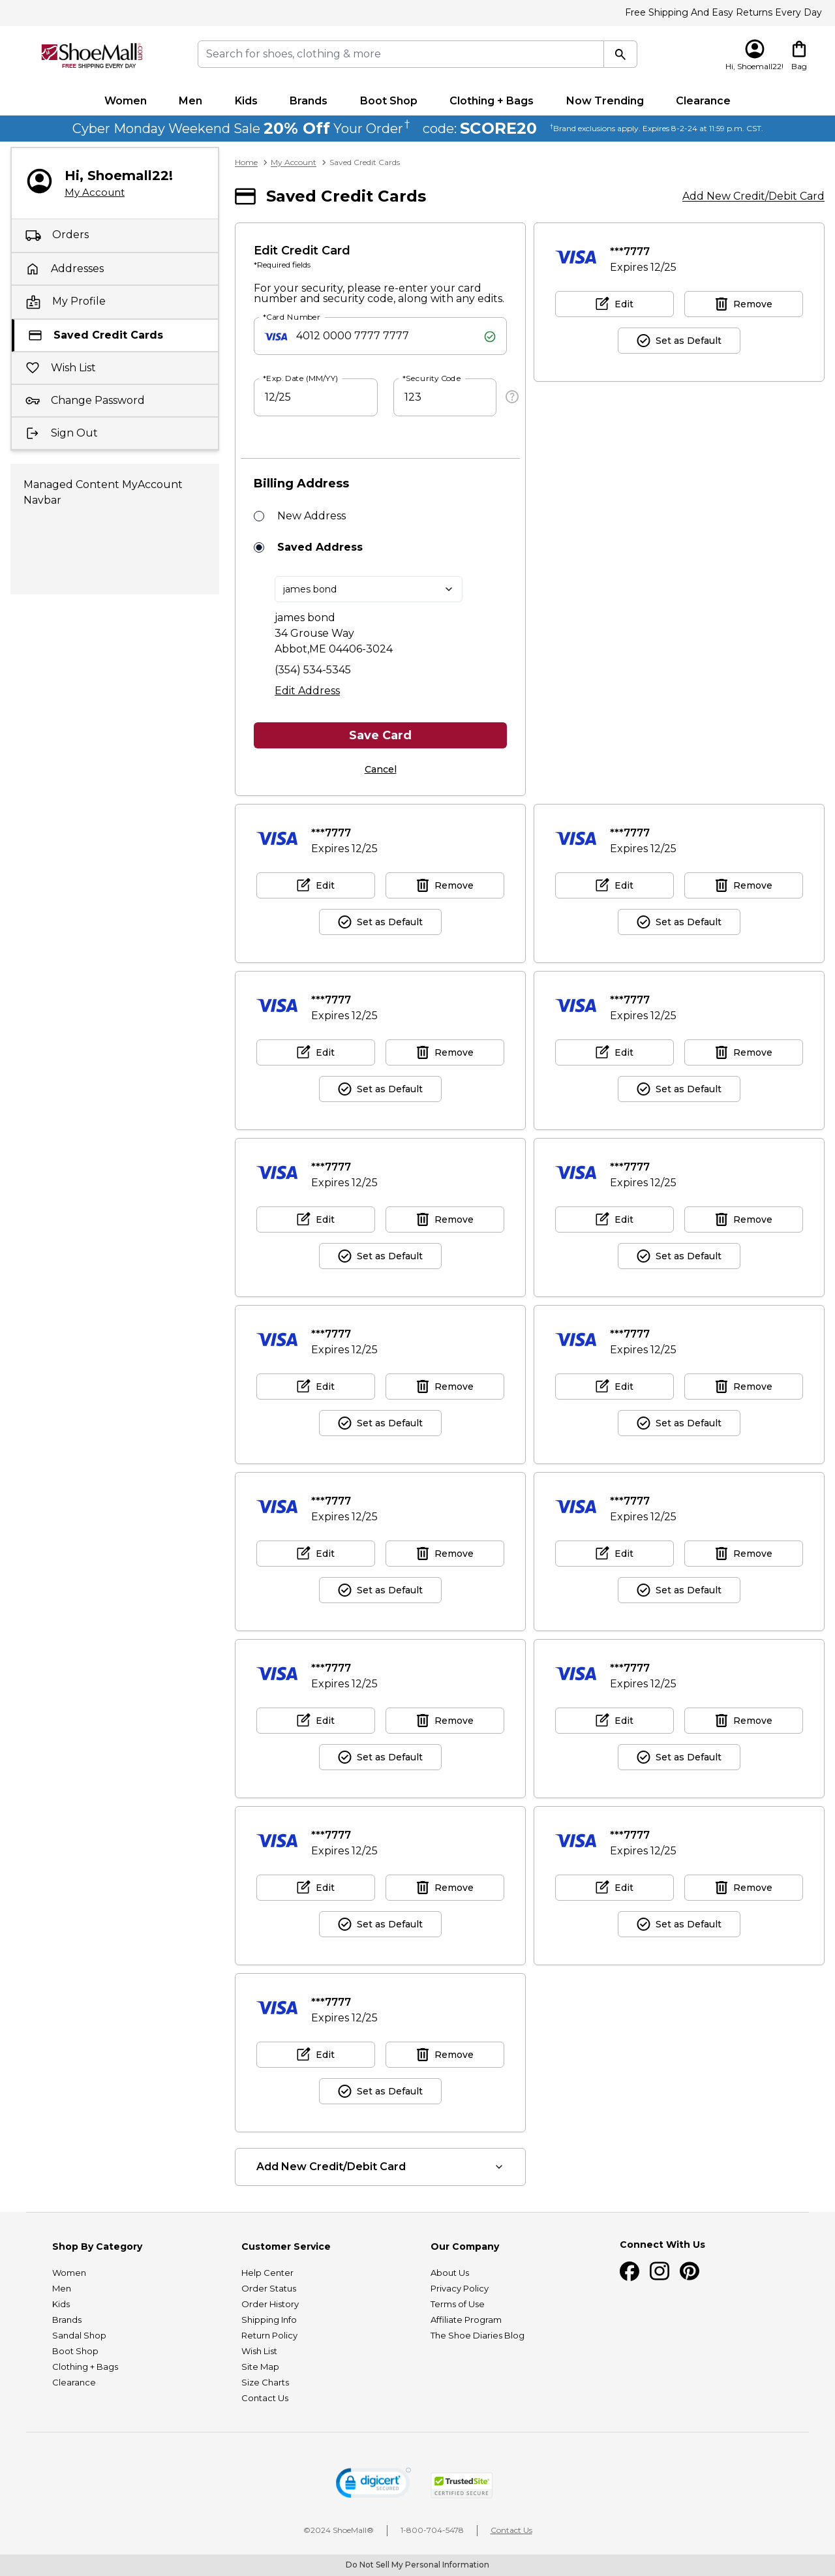 Free Shipping And Easy Returns Every Day
ShoeMall.com
FREE SHIPPING EVERY DAY
Search for shoes, clothing & more
Hi, Shoemall22!
Bag
Women
Men
Kids
Brands
Boot Shop
Clothing + Bags
Now Trending
Clearance
Cyber Monday Weekend Sale 20% Off Your Order† code: SCORE20 †Brand exclusions apply. Expires 8-2-24 at 11:59 p.m. CST.
Hi, Shoemall22!
My Account
Orders
Addresses
My Profile
Saved Credit Cards
Wish List
Change Password
Sign Out
Managed Content MyAccount
Navbar
Home > My Account > Saved Credit Cards
Saved Credit Cards
Add New Credit/Debit Card
Edit Credit Card
*Required fields
For your security, please re-enter your card
number and security code, along with any edits.
*Card Number
VISA 4012 0000 7777 7777
*Exp. Date (MM/YY)
12/25
*Security Code
123
?
Billing Address
New Address
Saved Address
james bond
james bond
34 Grouse Way
Abbot,ME 04406-3024
(354) 534-5345
Edit Address
Save Card
Cancel
VISA ***7777
Expires 12/25
Edit
Remove
Set as Default
VISA ***7777
Expires 12/25
Edit
Remove
Set as Default
VISA ***7777
Expires 12/25
Edit
Remove
Set as Default
VISA ***7777
Expires 12/25
Edit
Remove
Set as Default
VISA ***7777
Expires 12/25
Edit
Remove
Set as Default
VISA ***7777
Expires 12/25
Edit
Remove
Set as Default
VISA ***7777
Expires 12/25
Edit
Remove
Set as Default
VISA ***7777
Expires 12/25
Edit
Remove
Set as Default
VISA ***7777
Expires 12/25
Edit
Remove
Set as Default
VISA ***7777
Expires 12/25
Edit
Remove
Set as Default
VISA ***7777
Expires 12/25
Edit
Remove
Set as Default
VISA ***7777
Expires 12/25
Edit
Remove
Set as Default
VISA ***7777
Expires 12/25
Edit
Remove
Set as Default
VISA ***7777
Expires 12/25
Edit
Remove
Set as Default
VISA ***7777
Expires 12/25
Edit
Remove
Set as Default
VISA ***7777
Expires 12/25
Edit
Remove
Set as Default
Add New Credit/Debit Card
Shop By Category
Women
Men
Kids
Brands
Sandal Shop
Boot Shop
Clothing + Bags
Clearance
Customer Service
Help Center
Order Status
Order History
Shipping Info
Return Policy
Wish List
Site Map
Size Charts
Contact Us
Our Company
About Us
Privacy Policy
Terms of Use
Affiliate Program
The Shoe Diaries Blog
Connect With Us
digicert
SECURED
TrustedSite
CERTIFIED SECURE
©2024 ShoeMall®
1-800-704-5478
Contact Us
Do Not Sell My Personal Information